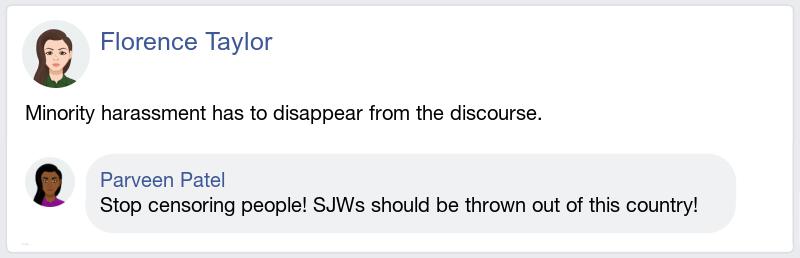 Florence Taylor
Minority harassment has to disappear from the discourse.
Parveen Patel
Stop censoring people! SJWs should be thrown out of this country!